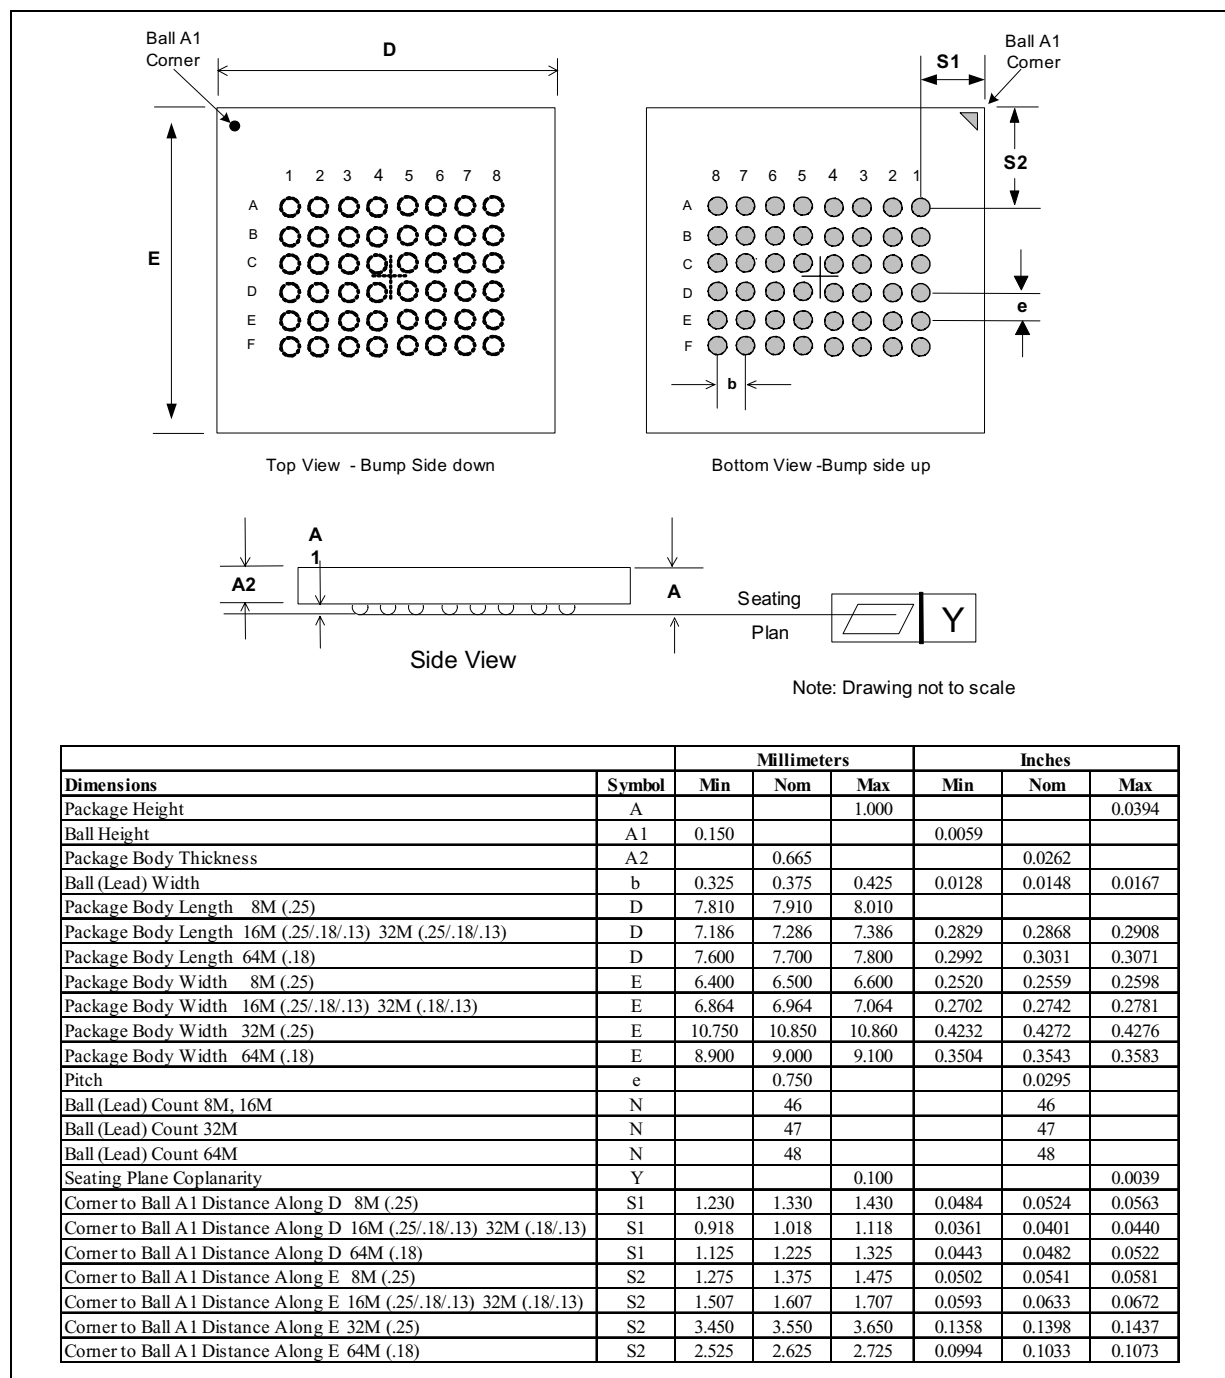 Ball A1
Corner
D
Ball A1
Corner
S1
S2
1 2 3 4 5 6 7 8
8 7 6 5 4 3 2 1
A
B
C
D
E
F
E
A
B
C
D
E
F
e
b
Top View - Bump Side down
Bottom View -Bump side up
A
1
A2
A
Seating
Plan
Y
Side View
Note: Drawing not to scale
Millimeters Inches
Dimensions Symbol Min Nom Max Min Nom Max
Package Height A 1.000 0.0394
Ball Height A1 0.150 0.0059
Package Body Thickness A2 0.665 0.0262
Ball (Lead) Width b 0.325 0.375 0.425 0.0128 0.0148 0.0167
Package Body Length 8M (.25) D 7.810 7.910 8.010
Package Body Length 16M (.25/.18/.13) 32M (.25/.18/.13) D 7.186 7.286 7.386 0.2829 0.2868 0.2908
Package Body Length 64M (.18) D 7.600 7.700 7.800 0.2992 0.3031 0.3071
Package Body Width 8M (.25) E 6.400 6.500 6.600 0.2520 0.2559 0.2598
Package Body Width 16M (.25/.18/.13) 32M (.18/.13) E 6.864 6.964 7.064 0.2702 0.2742 0.2781
Package Body Width 32M (.25) E 10.750 10.850 10.860 0.4232 0.4272 0.4276
Package Body Width 64M (.18) E 8.900 9.000 9.100 0.3504 0.3543 0.3583
Pitch e 0.750 0.0295
Ball (Lead) Count 8M, 16M N 46 46
Ball (Lead) Count 32M N 47 47
Ball (Lead) Count 64M N 48 48
Seating Plane Coplanarity Y 0.100 0.0039
Corner to Ball A1 Distance Along D 8M (.25) S1 1.230 1.330 1.430 0.0484 0.0524 0.0563
Corner to Ball A1 Distance Along D 16M (.25/.18/.13) 32M (.18/.13) S1 0.918 1.018 1.118 0.0361 0.0401 0.0440
Corner to Ball A1 Distance Along D 64M (.18) S1 1.125 1.225 1.325 0.0443 0.0482 0.0522
Corner to Ball A1 Distance Along E 8M (.25) S2 1.275 1.375 1.475 0.0502 0.0541 0.0581
Corner to Ball A1 Distance Along E 16M (.25/.18/.13) 32M (.18/.13) S2 1.507 1.607 1.707 0.0593 0.0633 0.0672
Corner to Ball A1 Distance Along E 32M (.25) S2 3.450 3.550 3.650 0.1358 0.1398 0.1437
Corner to Ball A1 Distance Along E 64M (.18) S2 2.525 2.625 2.725 0.0994 0.1033 0.1073